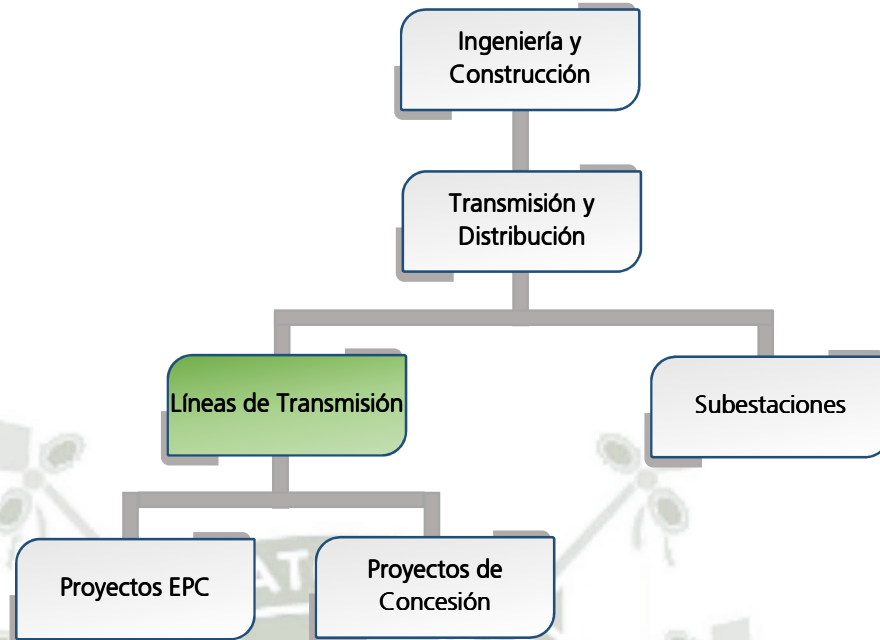 Ingeniería y
Construcción
Transmisión y
Distribución
Líneas de Transmisión
Subestaciones
Proyectos EPC
Proyectos de
Concesión